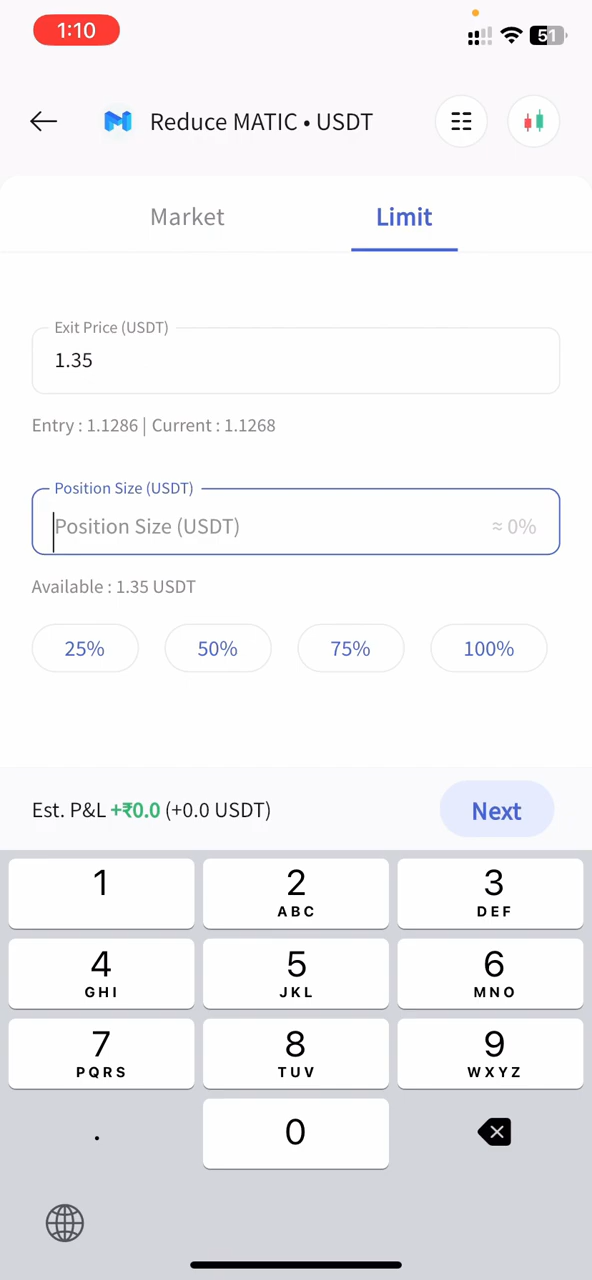 1:10
51
Reduce MATIC • USDT
Market
Limit
Exit Price (USDT)
1.35
Entry : 1.1286 | Current : 1.1268
Position Size (USDT)
Position Size (USDT)
≈ 0%
Available : 1.35 USDT
25%
50%
75%
100%
Est. P&L +₹0.0 (+0.0 USDT)
Next
1
2
ABC
3
DEF
4
GHI
5
JKL
6
MNO
7
PQRS
8
TUV
9
WXYZ
.
0